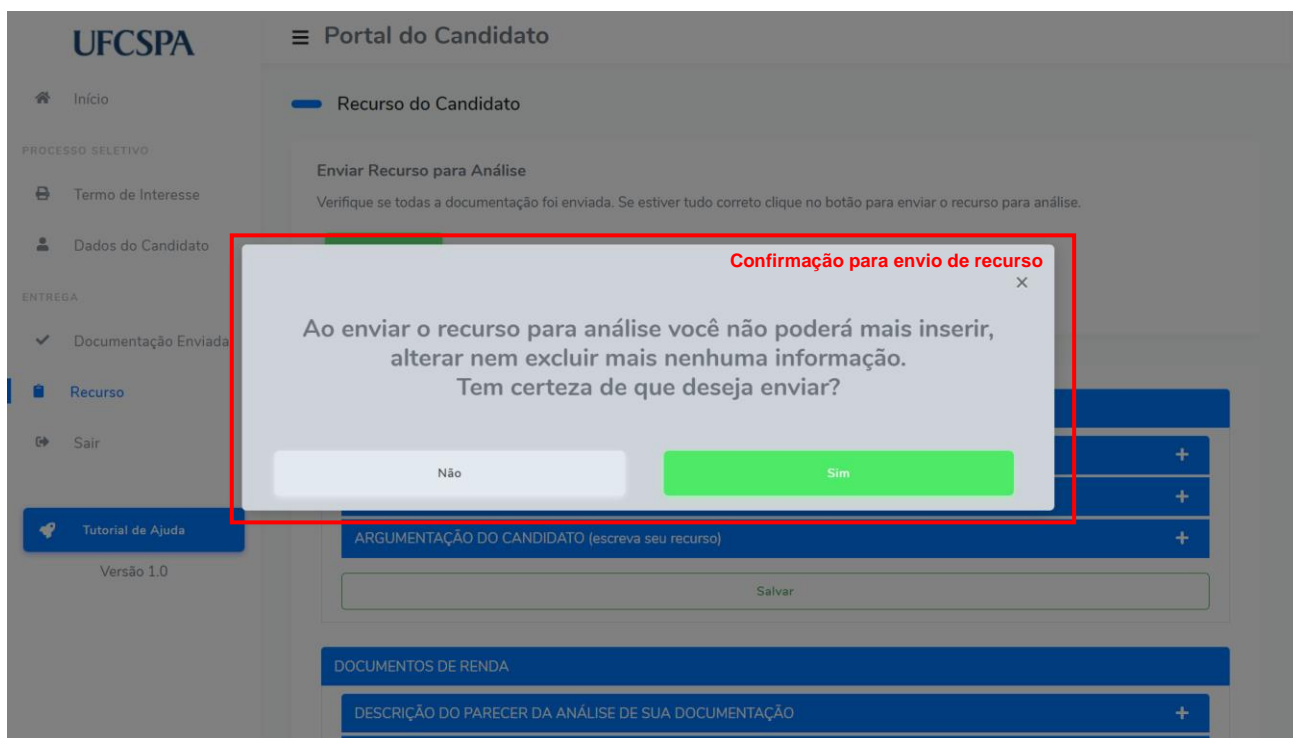 UFCSPA
Portal do Candidato
Início
Recurso do Candidato
PROCESSO SELETIVO
Enviar Recurso para Análise
Termo de Interesse
Verifique se todas a documentação foi enviada. Se estiver tudo correto clique no botão para enviar o recurso para análise.
Dados do Candidato
Confirmação para envio de recurso
×
ENTREGA
Ao enviar o recurso para análise você não poderá mais inserir,
alterar nem excluir mais nenhuma informação.
Tem certeza de que deseja enviar?
Documentação Enviada
Recurso
Sair
Não
Sim
Tutorial de Ajuda
ARGUMENTAÇÃO DO CANDIDATO (escreva seu recurso)
Versão 1.0
Salvar
DOCUMENTOS DE RENDA
DESCRIÇÃO DO PARECER DA ANÁLISE DE SUA DOCUMENTAÇÃO